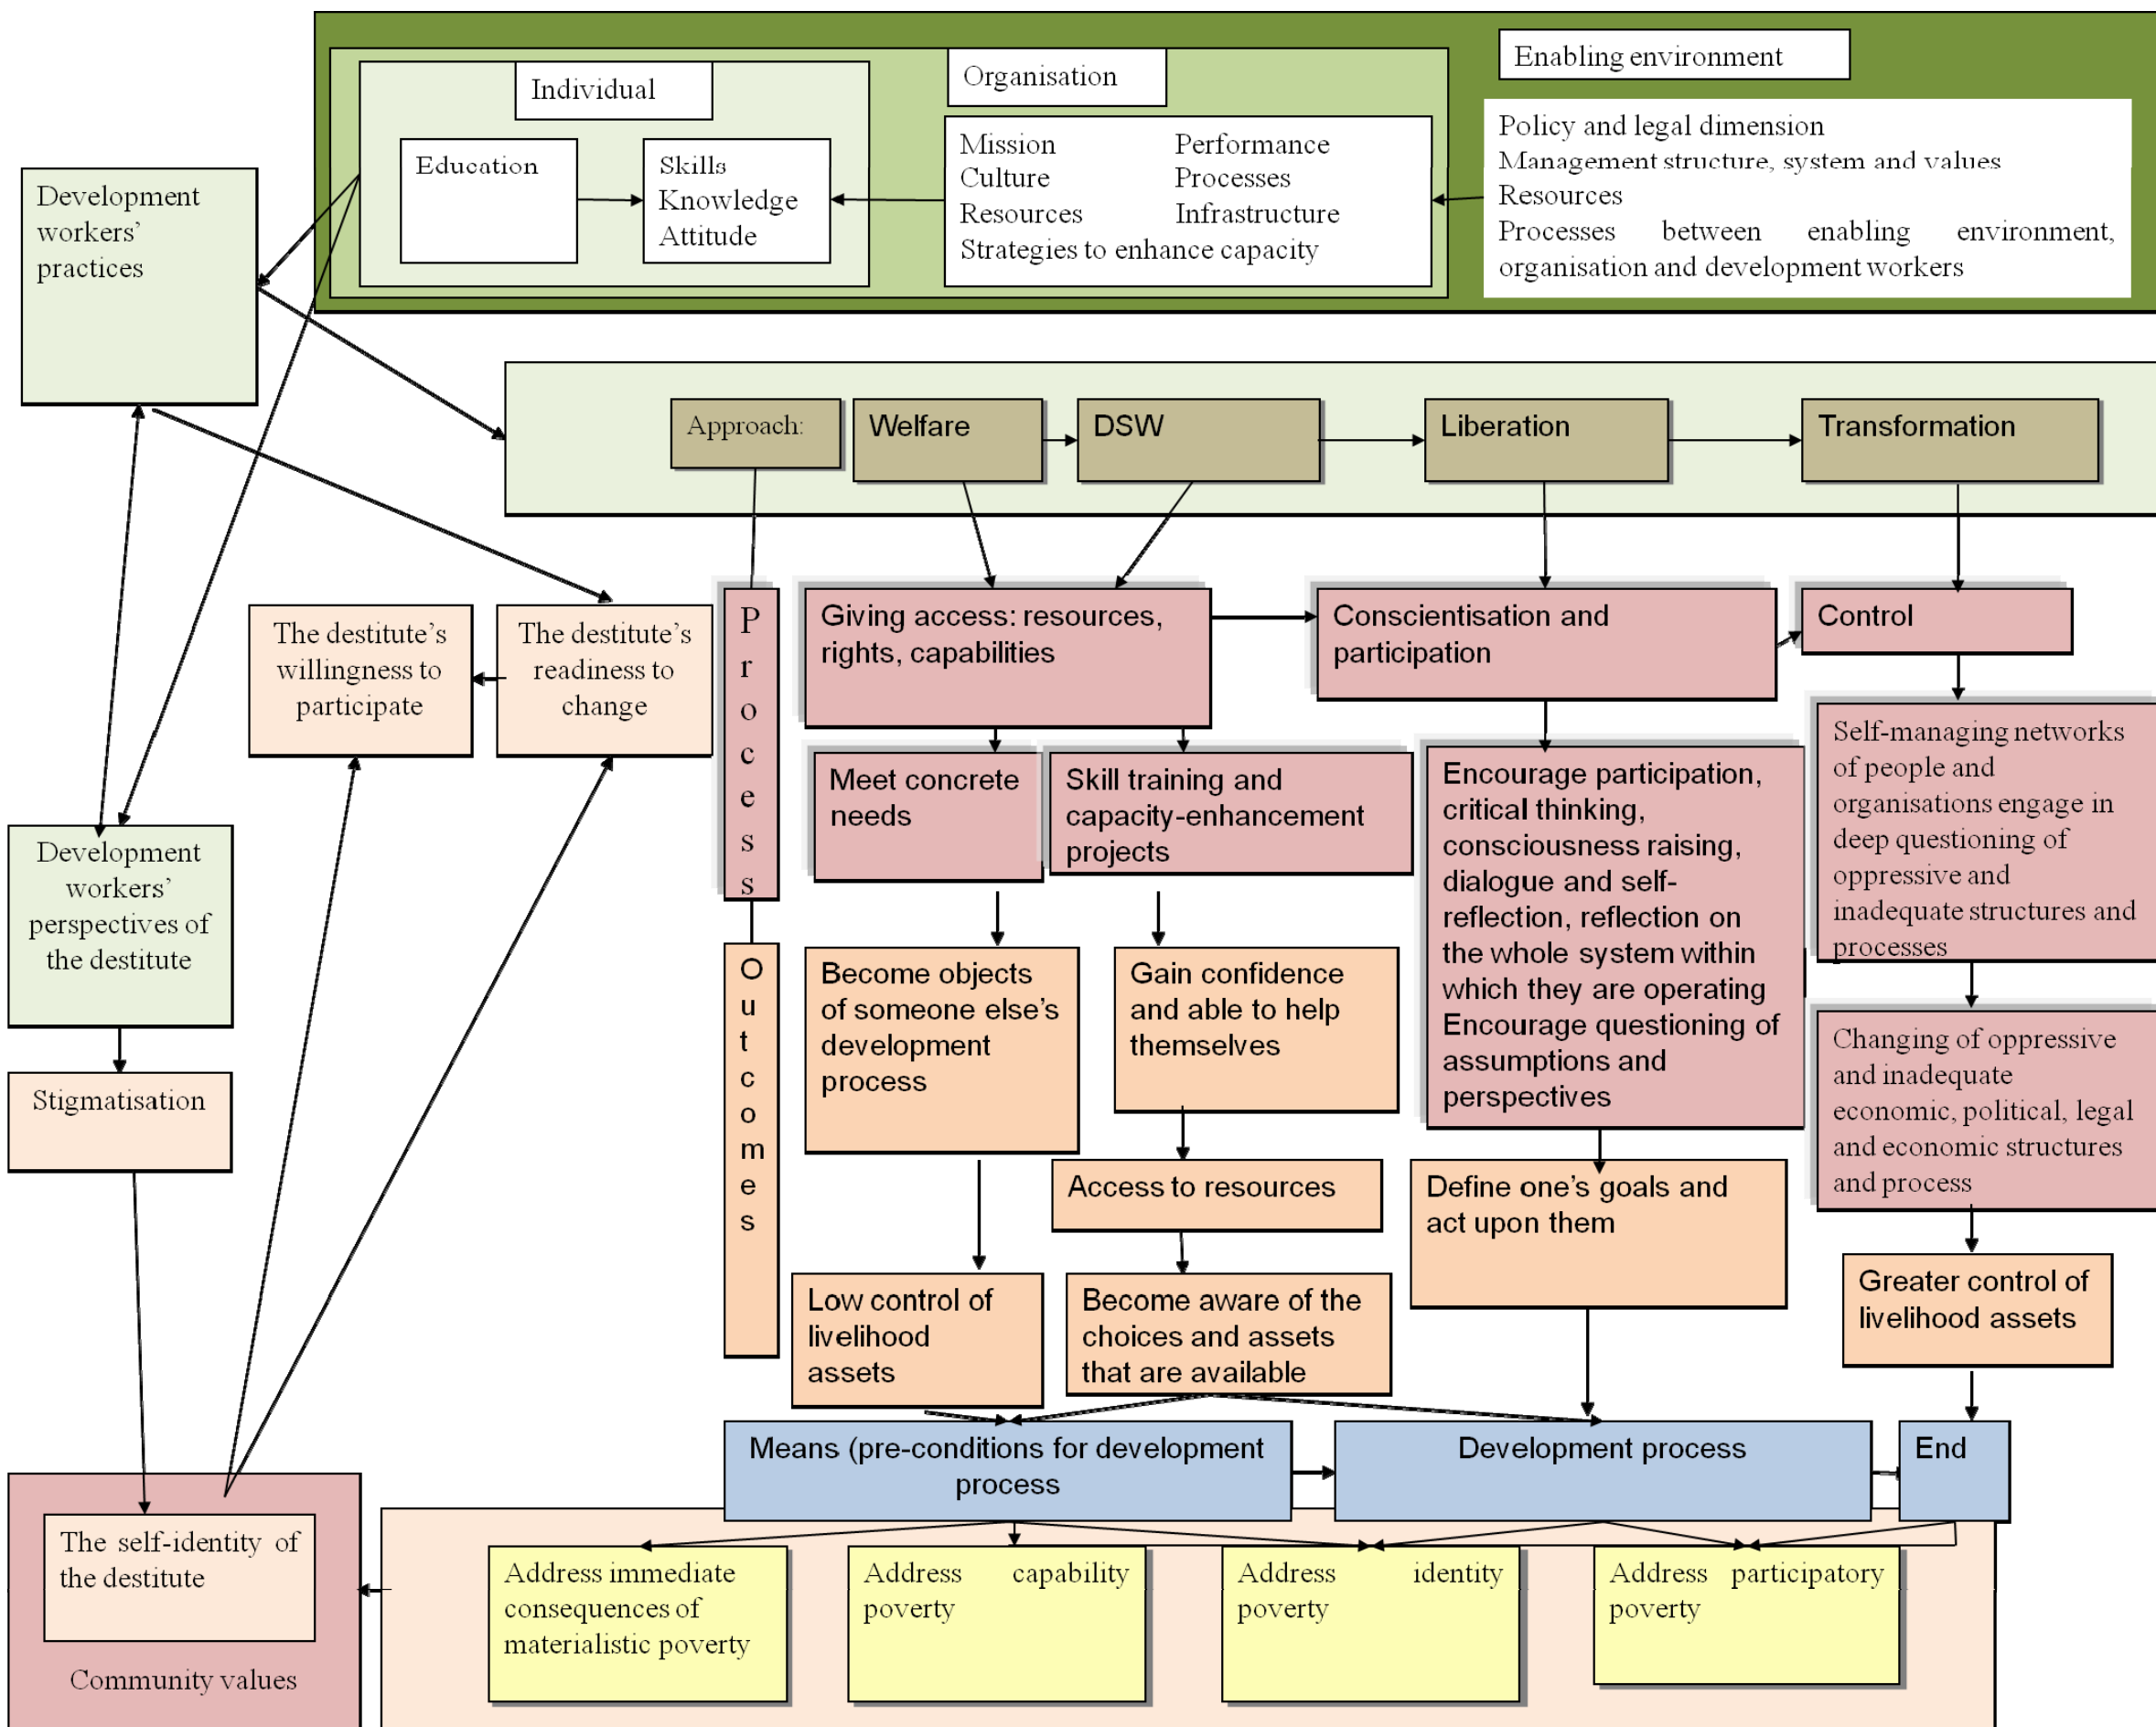 Enabling environment
Organisation
Individual
Education
Skills
Knowledge
Attitude
Mission Performance
Culture Processes
Resources Infrastructure
Strategies to enhance capacity
Policy and legal dimension
Management structure, system and values
Resources
Processes between enabling environment,
organisation and development workers
Development
workers’
practices
Approach:
Welfare
DSW
Liberation
Transformation
The destitute’s
willingness to
participate
The destitute’s
readiness to
change
Process
Giving access: resources,
rights, capabilities
Conscientisation and
participation
Control
Meet concrete
needs
Skill training and
capacity-enhancement
projects
Encourage participation,
critical thinking,
consciousness raising,
dialogue and self-
reflection, reflection on
the whole system within
which they are operating
Encourage questioning of
assumptions and
perspectives
Self-managing networks
of people and
organisations engage in
deep questioning of
oppressive and
inadequate structures and
processes
Development
workers’
perspectives of
the destitute
Outcomes
Become objects
of someone else’s
development
process
Gain confidence
and able to help
themselves
Changing of oppressive
and inadequate
economic, political, legal
and economic structures
and process
Stigmatisation
Access to resources
Define one’s goals and
act upon them
Low control of
livelihood
assets
Become aware of the
choices and assets
that are available
Greater control of
livelihood assets
Means (pre-conditions for development
process
Development process
End
The self-identity of
the destitute
Community values
Address immediate
consequences of
materialistic poverty
Address capability
poverty
Address identity
poverty
Address participatory
poverty